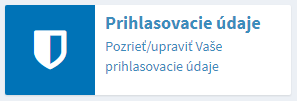 Prihlasovacie údaje
Pozrieť/upraviť Vaše
prihlasovacie údaje